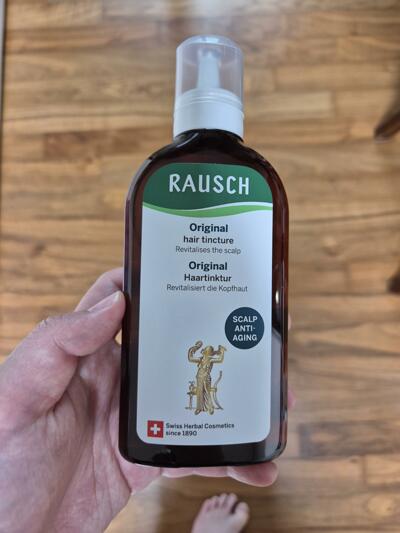 RAUSCH
Original
hair tincture
Revitalises the scalp
Original
Haartinktur
Revitalisiert die Kopfhaut
SCALP
ANTI-
AGING
Swiss Herbal Cosmetics
since 1890